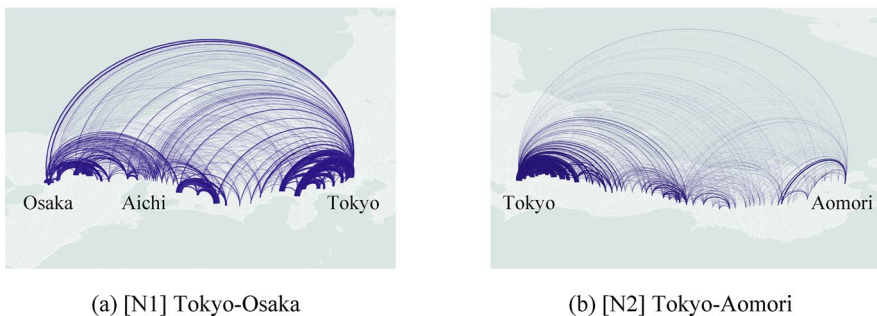 Osaka
Aichi
Tokyo
(a) [N1] Tokyo-Osaka
Tokyo
Aomori
(b) [N2] Tokyo-Aomori